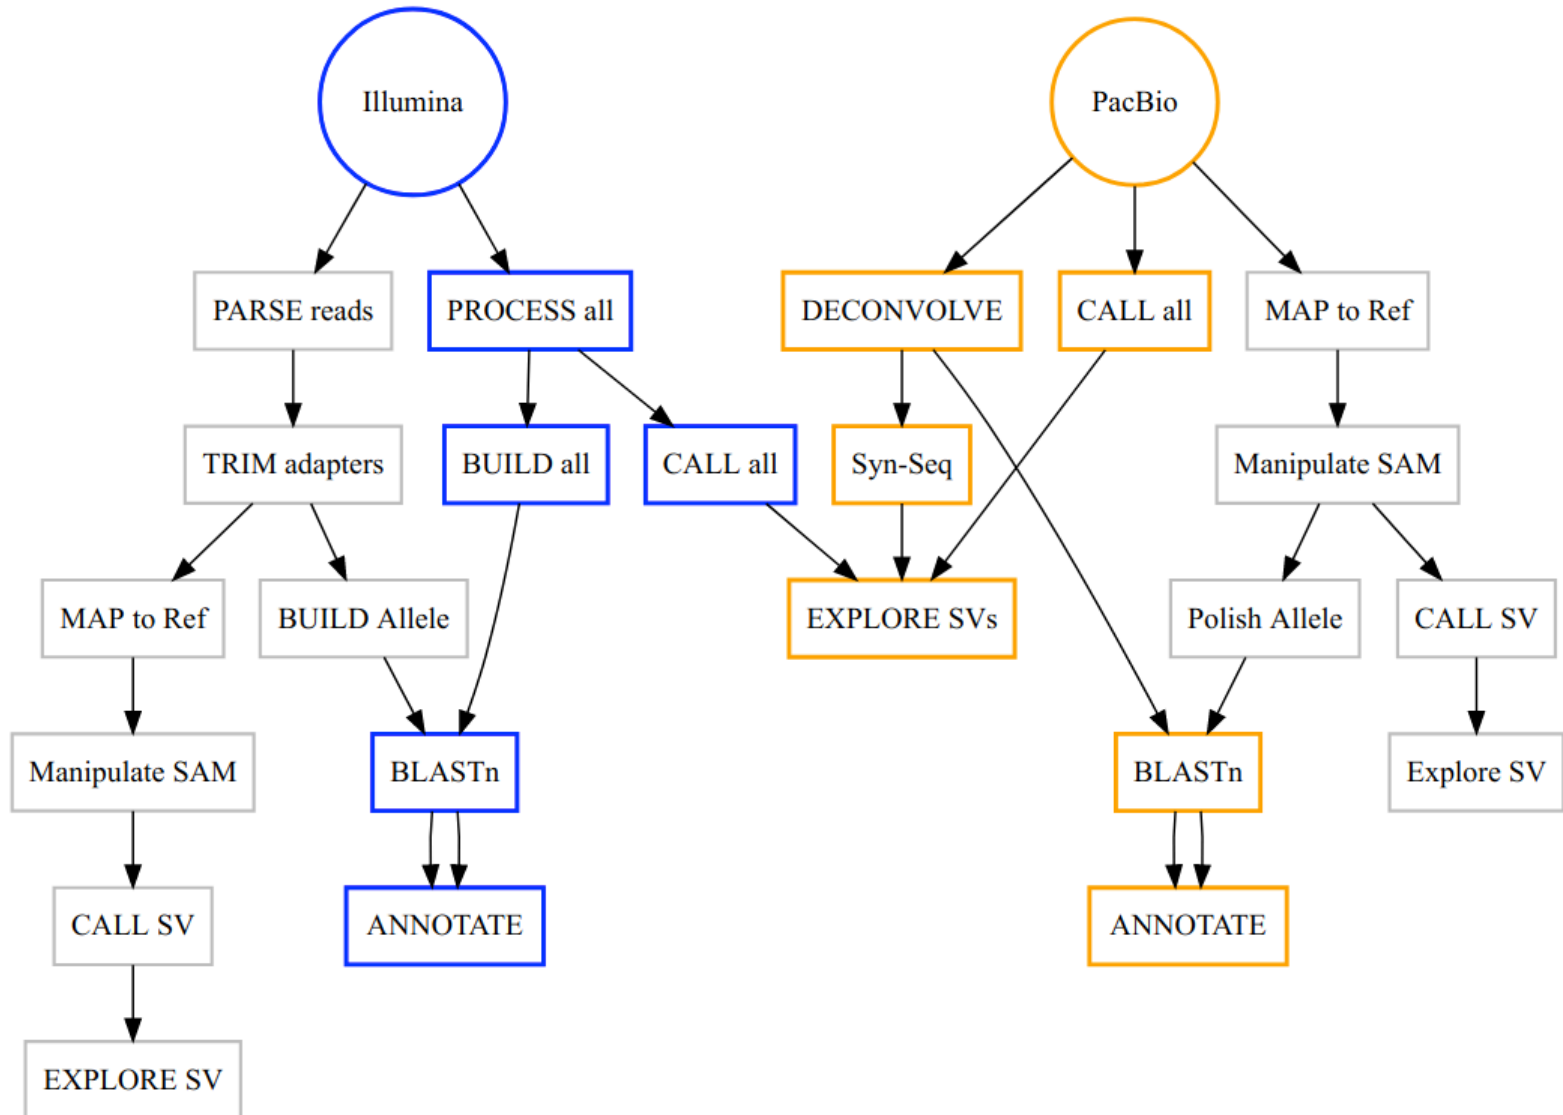 Illumina
PacBio
PARSE reads
PROCESS all
DECONVOLVE
CALL all
MAP to Ref
TRIM adapters
BUILD all
CALL all
Syn-Seq
Manipulate SAM
MAP to Ref
BUILD Allele
EXPLORE SVs
Polish Allele
CALL SV
Manipulate SAM
BLASTn
BLASTn
Explore SV
CALL SV
ANNOTATE
ANNOTATE
EXPLORE SV